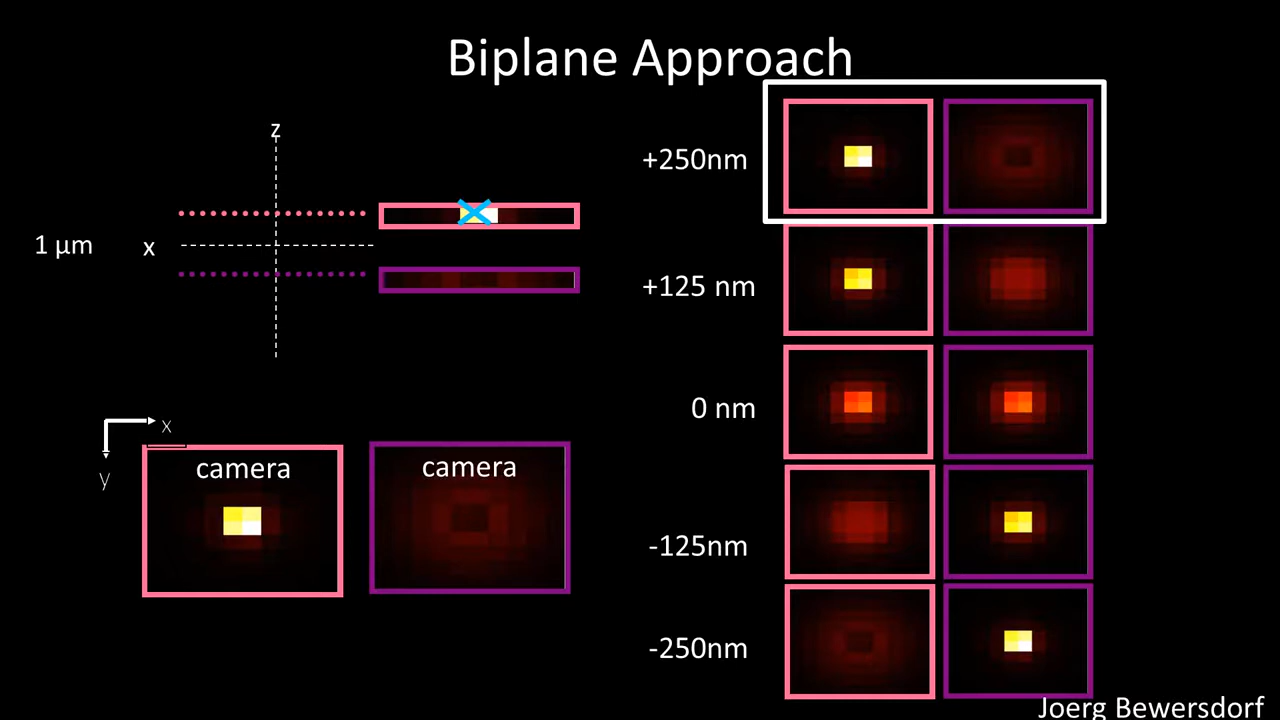 Biplane Approach
z
+250nm
1 µm
x
+125 nm
0 nm
x
y
camera
camera
-125nm
-250nm
Joerg Bewersdorf